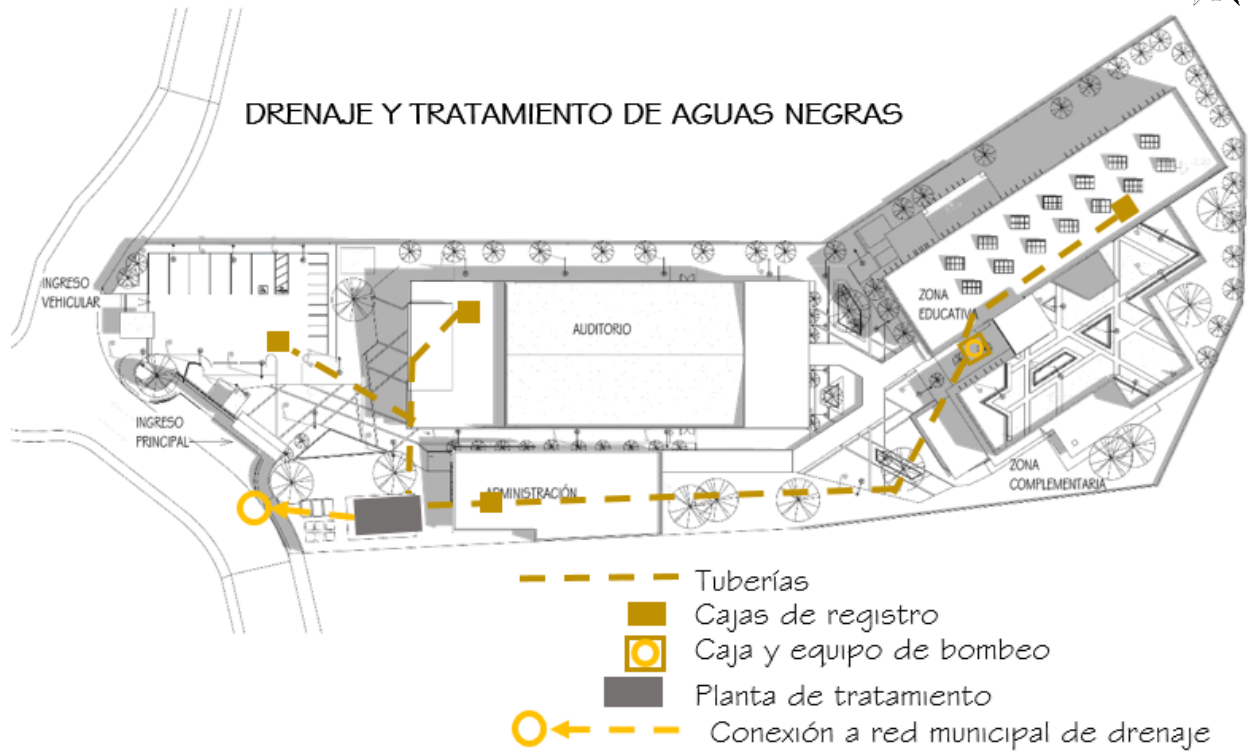 DRENAJE Y TRATAMIENTO DE AGUAS NEGRAS
INGRESO
VEHICULAR
AUDITORIO
ZONA
EDUCATIVA
INGRESO
PRINCIPAL
ADMINISTRACIÓN
ZONA
COMPLEMENTARIA
Tuberías
Cajas de registro
Caja y equipo de bombeo
Planta de tratamiento
Conexión a red municipal de drenaje